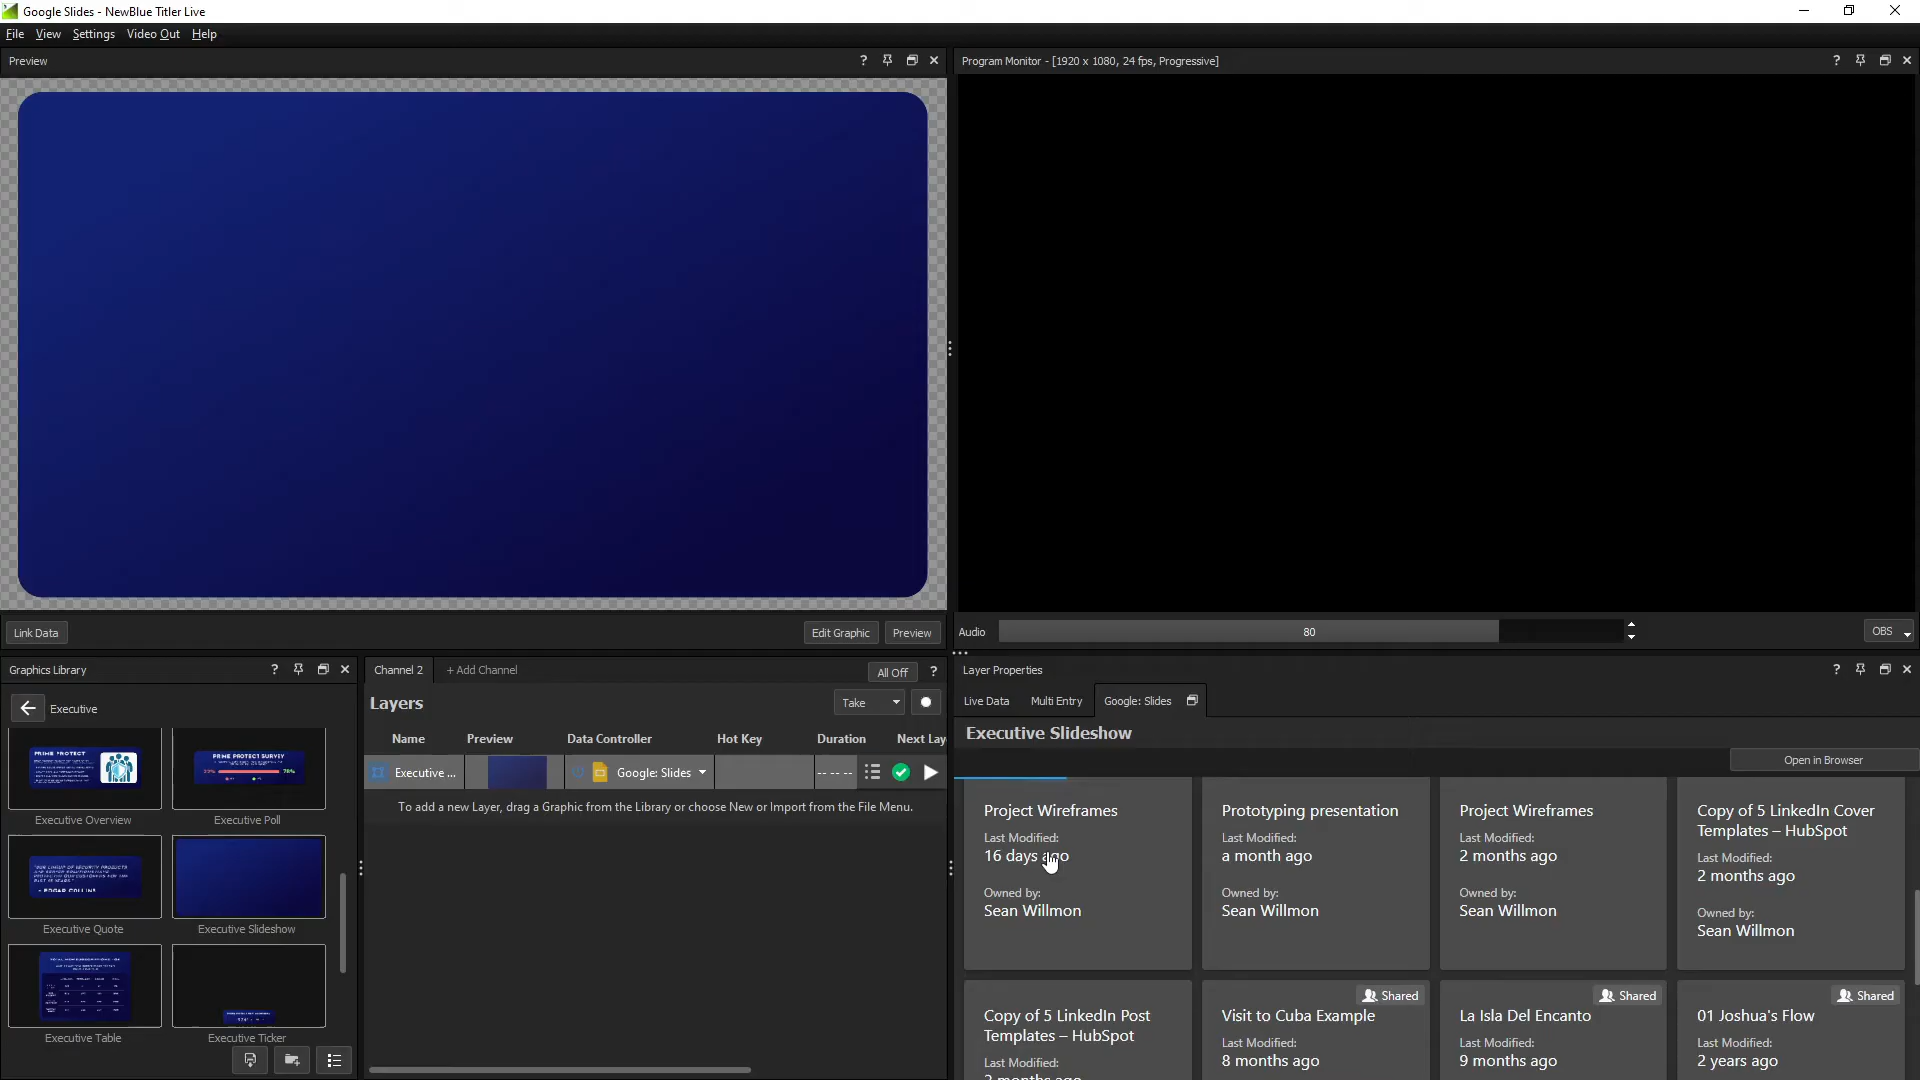 Google Slides - NewBlue Titler Live
File View Settings Video Out Help
Preview
?
Program Monitor - [1920 x 1080, 24 fps, Progressive]
?
Link Data
Edit Graphic
Preview
Audio
80
OBS
Graphics Library
?
Executive
PRIME PROTECT
PRIME PROTECT SURVEY
78%
Executive Overview
Executive Poll
- EDGAR COLLINS
Executive Quote
Executive Slideshow
Executive Table
Executive Ticker
Channel 2
+ Add Channel
All Off
?
Layers
Take
Name Preview Data Controller Hot Key Duration Next Lay
Executive ...
Google: Slides
-- -- --
To add a new Layer, drag a Graphic from the Library or choose New or Import from the File Menu.
Layer Properties
?
Live Data Multi Entry Google: Slides
Executive Slideshow
Open in Browser
Project Wireframes
Last Modified:
16 days ago
Owned by:
Sean Willmon
Prototyping presentation
Last Modified:
a month ago
Owned by:
Sean Willmon
Project Wireframes
Last Modified:
2 months ago
Owned by:
Sean Willmon
Copy of 5 LinkedIn Cover
Templates – HubSpot
Last Modified:
2 months ago
Owned by:
Sean Willmon
Copy of 5 LinkedIn Post
Templates – HubSpot
Last Modified:
Shared
Visit to Cuba Example
Last Modified:
8 months ago
Shared
La Isla Del Encanto
Last Modified:
9 months ago
Shared
01 Joshua's Flow
Last Modified:
2 years ago